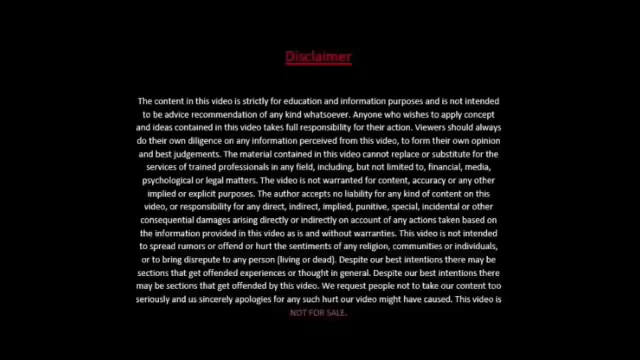 Disclaimer
The content in this video is strictly for education and information purposes and is not intended
to be advice recommendation of any kind whatsoever. Anyone who wishes to apply concept
and ideas contained in this video takes full responsibility for their action. Viewers should always
do their own diligence on any information perceived from this video, to form their own opinion
and best judgements. The material contained in this video cannot replace or substitute for the
services of trained professionals in any field, including, but not limited to, financial, media,
psychological or legal matters. The video is not warranted for content, accuracy or any other
implied or explicit purposes. The author accepts no liability for any kind of content on this
video, or responsibility for any direct, indirect, implied, punitive, special, incidental or other
consequential damages arising directly or indirectly on account of any actions taken based on
the information provided in this video as is and without warranties. This video is not intended
to spread rumors or offend or hurt the sentiments of any religion, communities or individuals,
or to bring disrepute to any person (living or dead). Despite our best intentions there may be
sections that get offended experiences or thought in general. Despite our best intentions there
may be sections that get offended by this video. We request people not to take our content too
seriously and us sincerely apologies for any such hurt our video might have caused. This video is
NOT FOR SALE.